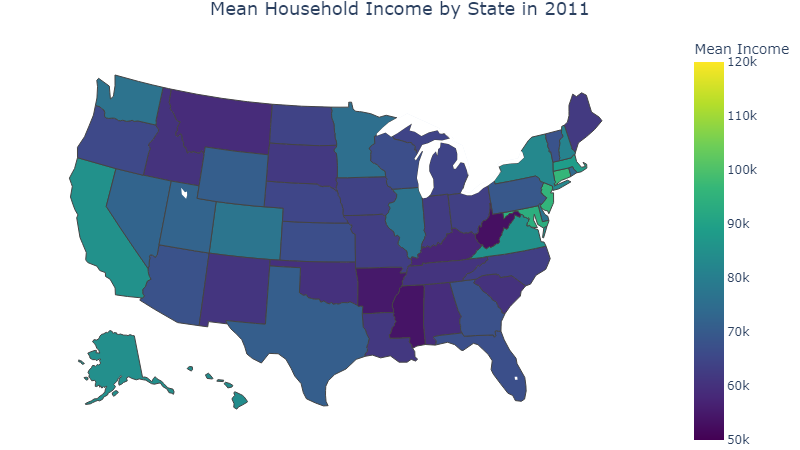 Mean Household Income by State in 2011
Mean Income
120k
110k
100k
90k
80k
70k
60k
50k